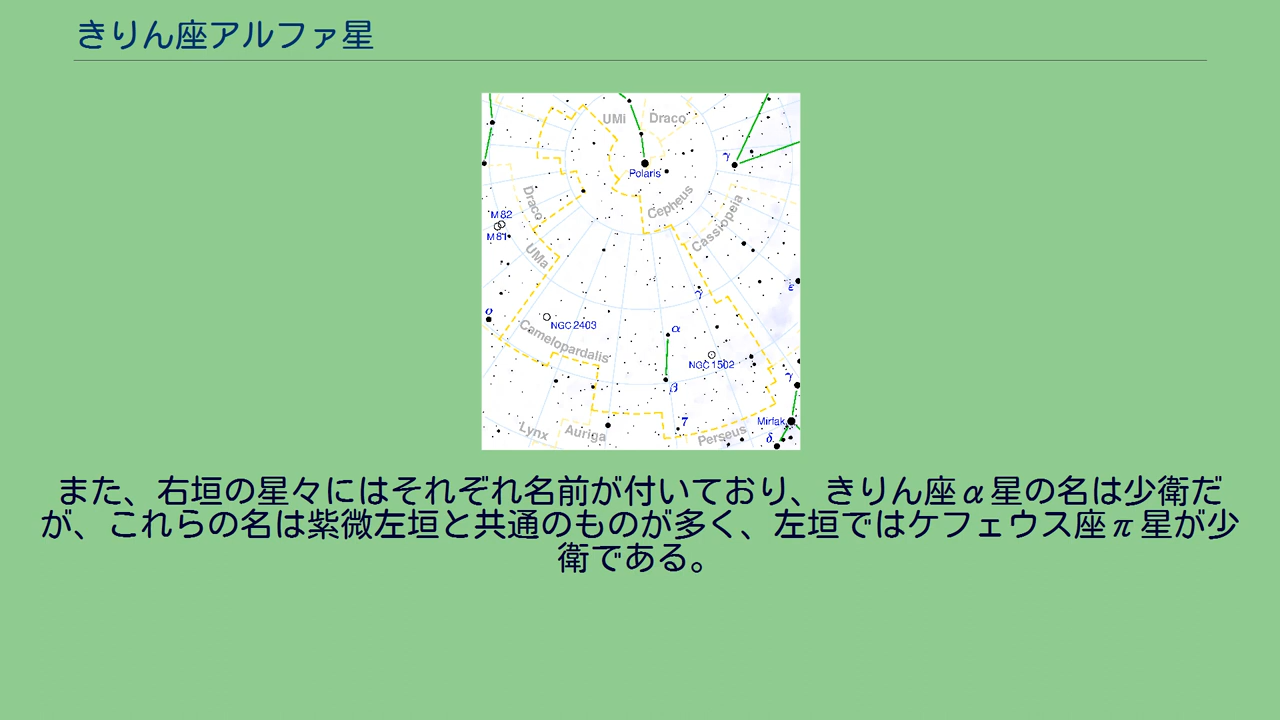 きりん座アルファ星
UMi
Draco
γ
Polaris
Draco
Cepheus
Cassiopeia
M 82
M 81
UMa
γ
ε
ο
NGC 2403
Camelopardalis
α
NGC 1502
β
γ
7
Mirfak
Lynx
Auriga
Perseus
δ
また、右垣の星々にはそれぞれ名前が付いており、きりん座α星の名は少衛だ
が、これらの名は紫微左垣と共通のものが多く、左垣ではケフェウス座π星が少
衛である。